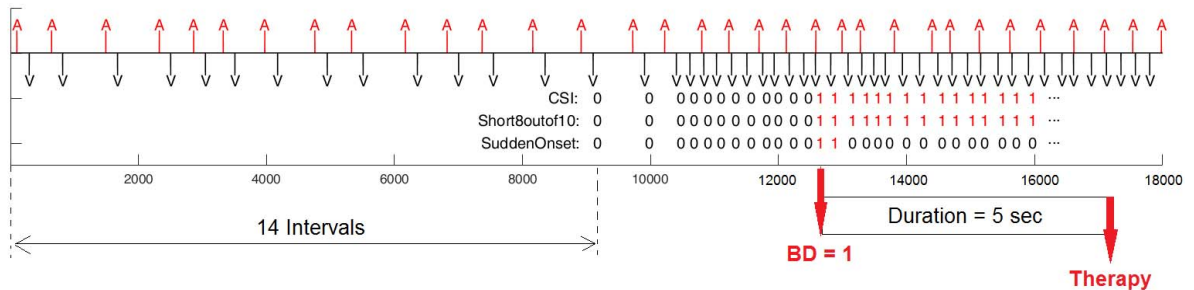 A A A A A A A A A A A A A A A A A A A A A A A A A A A A A A A A A
V V V V V V V V V V V V V V V V V V V V V V V V V V V V V V V V V V V V V V V V V V V V V V V V
CSI: 0 0 0 0 0 0 0 0 0 0 0 0 1 1 1 1 1 1 1 1 1 1 1 1 1 1 1 ...
Short8outof10: 0 0 0 0 0 0 0 0 0 0 0 0 1 1 1 1 1 1 1 1 1 1 1 1 1 1 1 ...
SuddenOnset: 0 0 0 0 0 0 0 0 0 0 0 0 1 1 0 0 0 0 0 0 0 0 0 0 0 0 0 ...
2000 4000 6000 8000 10000 12000 14000 16000 18000
14 Intervals
Duration = 5 sec
BD = 1
Therapy